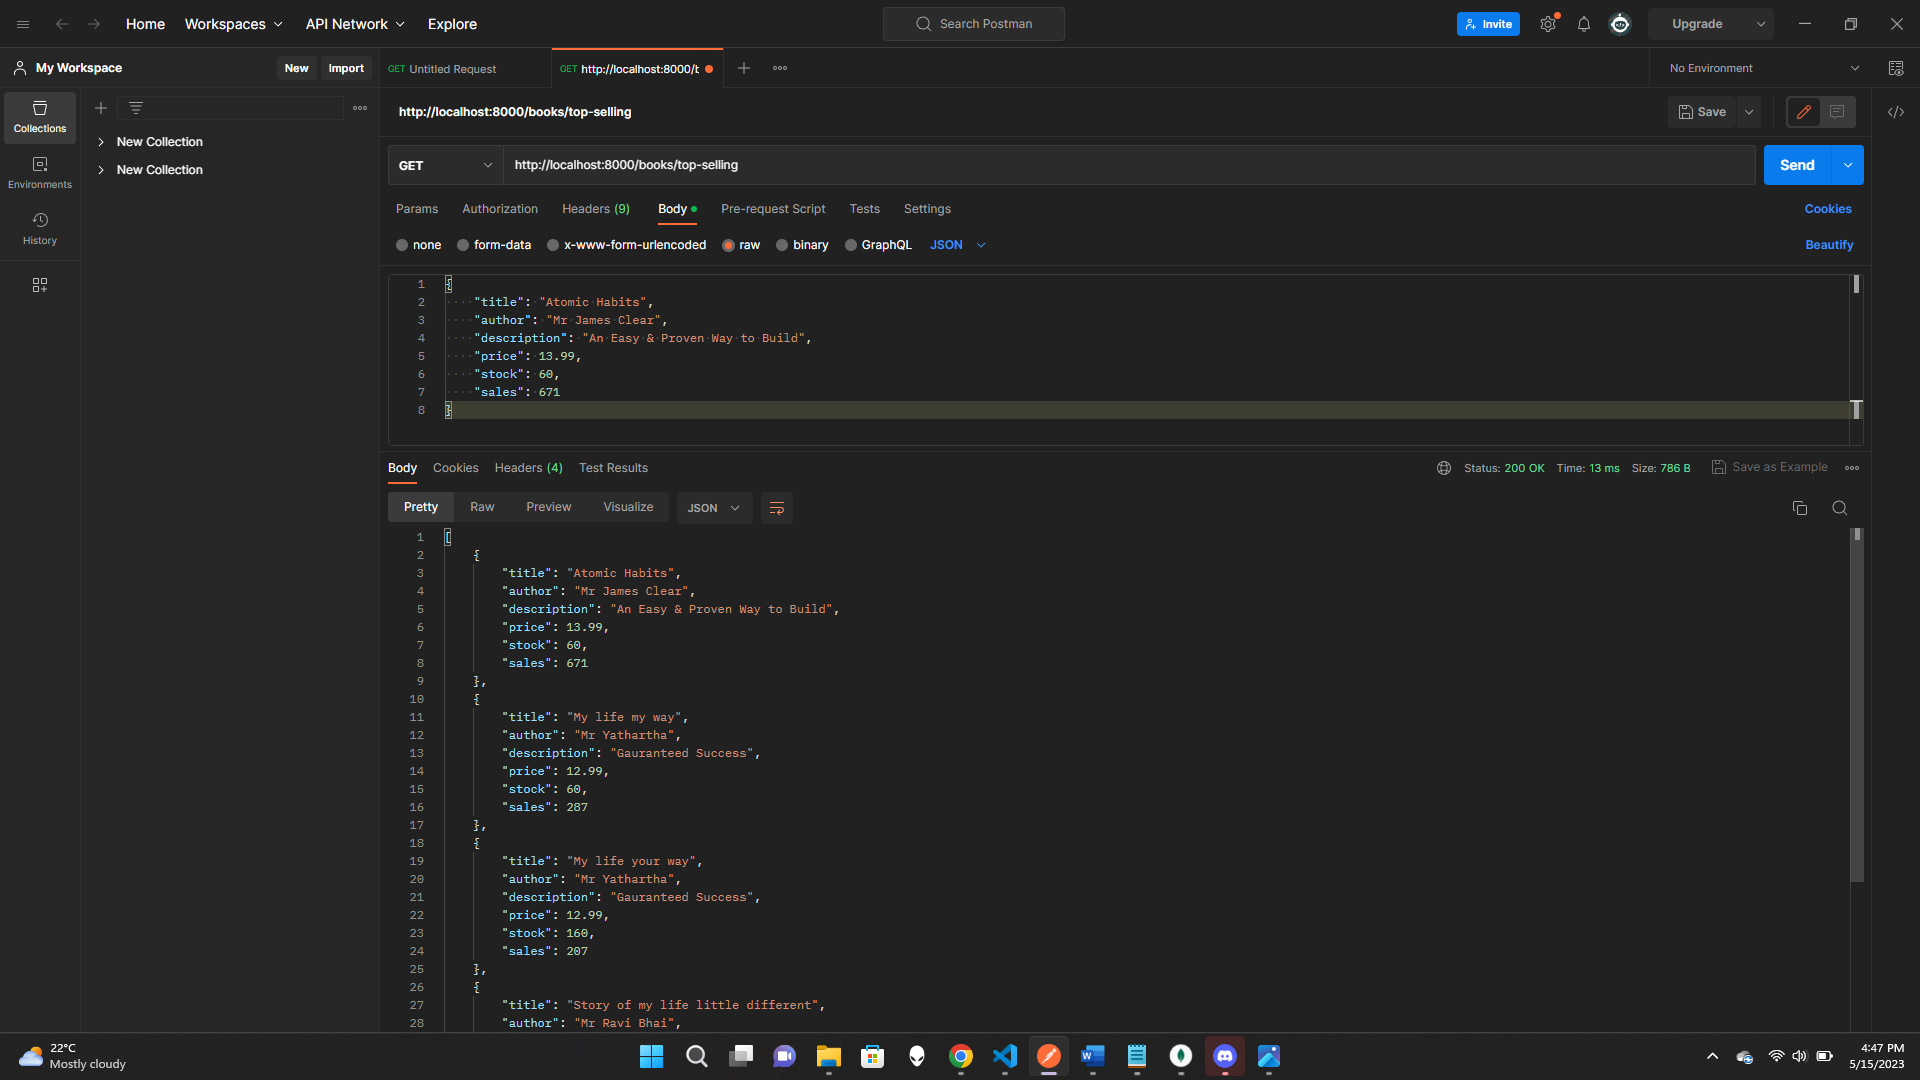 Home Workspaces API Network Explore Search Postman Invite Upgrade
My Workspace New Import GET Untitled Request GET http://localhost:8000/b No Environment
http://localhost:8000/books/top-selling Save
Collections
New Collection
New Collection
Environments
History
GET http://localhost:8000/books/top-selling Send
Params Authorization Headers (9) Body Pre-request Script Tests Settings Cookies
none form-data x-www-form-urlencoded raw binary GraphQL JSON Beautify
1 {
2 "title": "Atomic Habits",
3 "author": "Mr James Clear",
4 "description": "An Easy & Proven Way to Build",
5 "price": 13.99,
6 "stock": 60,
7 "sales": 671
8 }
Body Cookies Headers (4) Test Results Status: 200 OK Time: 13 ms Size: 786 B Save as Example
Pretty Raw Preview Visualize JSON
1 [
2 {
3 "title": "Atomic Habits",
4 "author": "Mr James Clear",
5 "description": "An Easy & Proven Way to Build",
6 "price": 13.99,
7 "stock": 60,
8 "sales": 671
9 },
10 {
11 "title": "My life my way",
12 "author": "Mr Yathartha",
13 "description": "Gauranteed Success",
14 "price": 12.99,
15 "stock": 60,
16 "sales": 287
17 },
18 {
19 "title": "My life your way",
20 "author": "Mr Yathartha",
21 "description": "Gauranteed Success",
22 "price": 12.99,
23 "stock": 160,
24 "sales": 207
25 },
26 {
27 "title": "Story of my life little different",
28 "author": "Mr Ravi Bhai",
22°C
Mostly cloudy
4:47 PM
5/15/2023